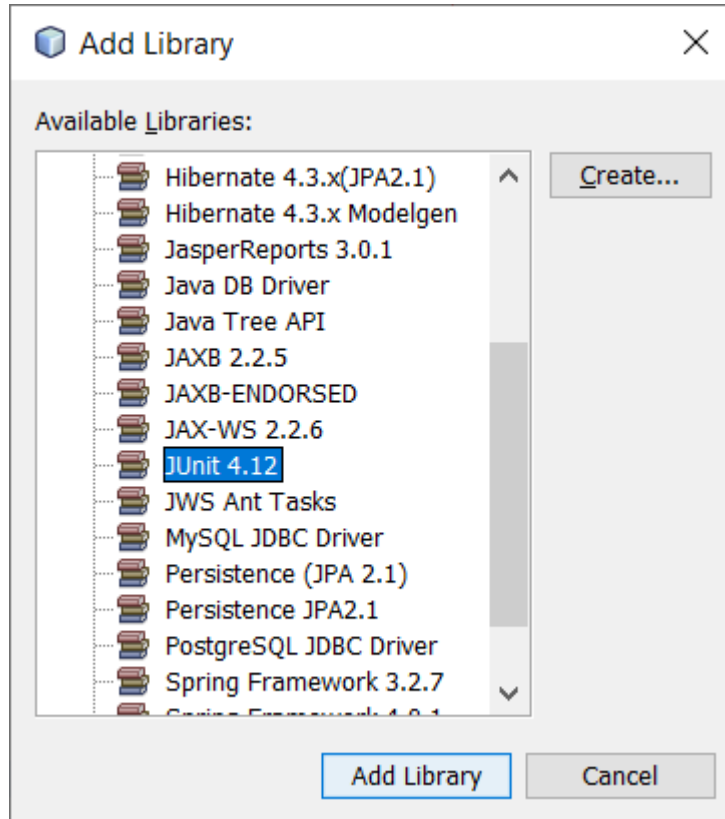 Add Library
Available Libraries:
Hibernate 4.3.x(JPA2.1)
Create...
Hibernate 4.3.x Modelgen
JasperReports 3.0.1
Java DB Driver
Java Tree API
JAXB 2.2.5
JAXB-ENDORSED
JAX-WS 2.2.6
JUnit 4.12
JWS Ant Tasks
MySQL JDBC Driver
Persistence (JPA 2.1)
Persistence JPA2.1
PostgreSQL JDBC Driver
Spring Framework 3.2.7
Spring Framework
Add Library
Cancel